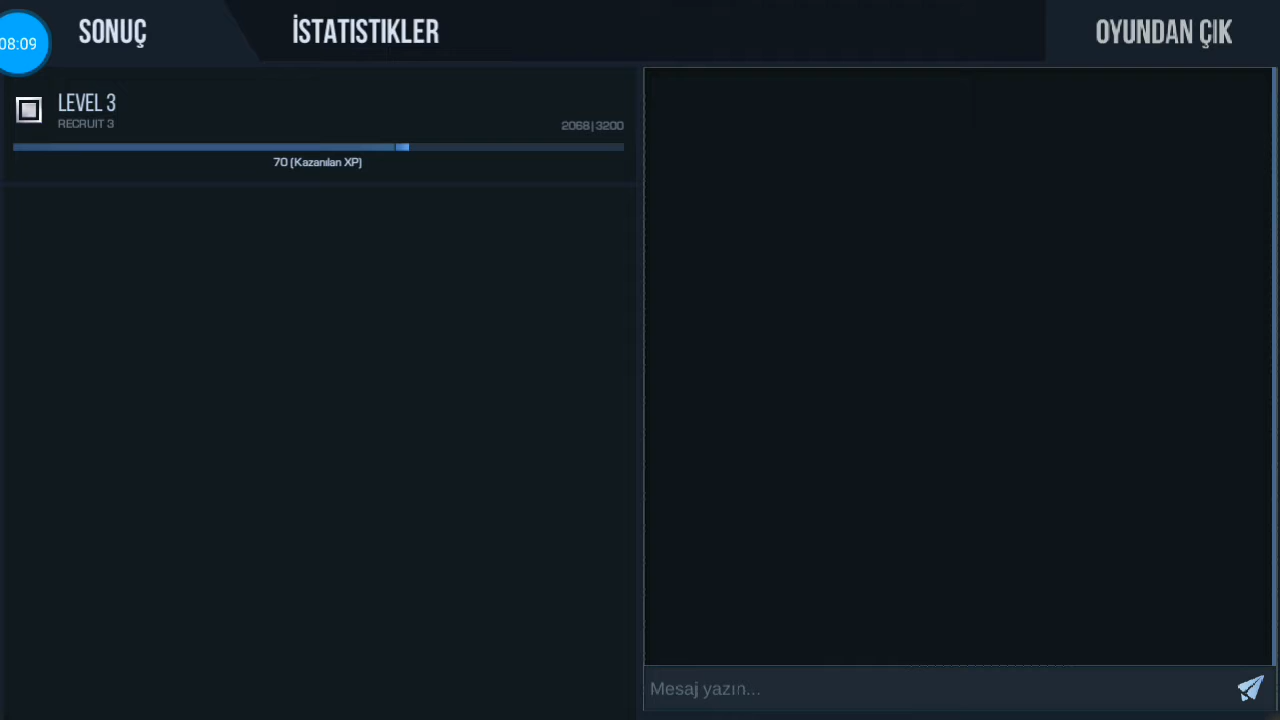 08:09
SONUÇ
İSTATISTIKLER
OYUNDAN ÇIK
LEVEL 3
RECRUIT 3
2068|3200
70 (Kazanılan XP)
Mesaj yazın...